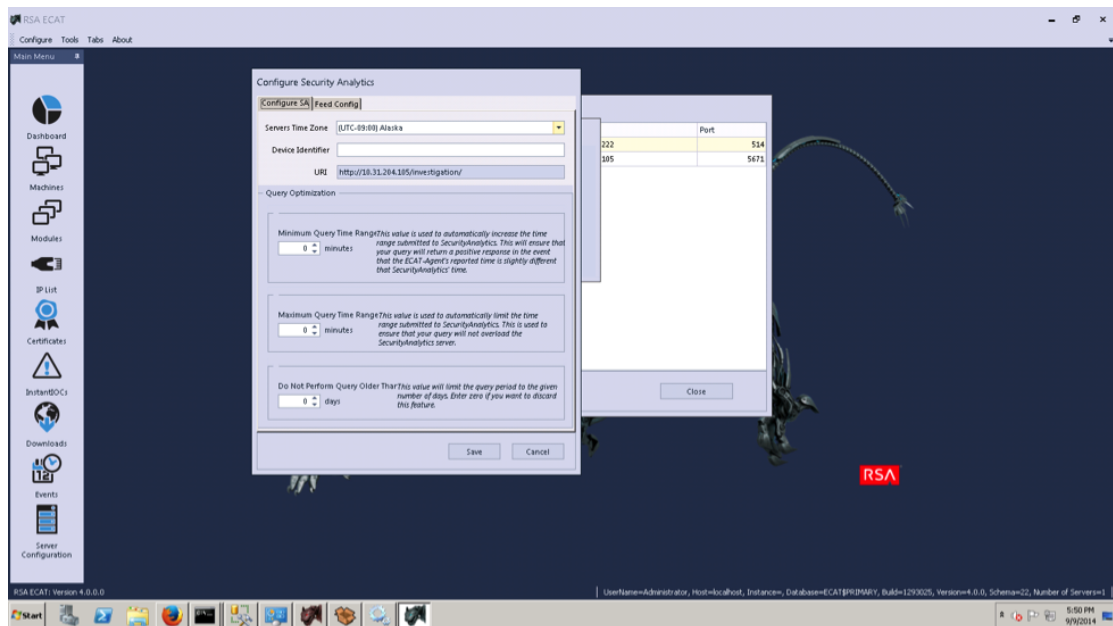 RSA ECAT
Configure Tools Tabs About
Main Menu
Dashboard
Machines
Modules
IP List
Certificates
InstantIOCs
Downloads
Events
Server
Configuration
Configure Security Analytics
Configure SA Feed Config
Servers Time Zone (UTC-09:00) Alaska
Device Identifier
URI http://10.31.204.105/investigation/
Query Optimization
Minimum Query Time Range
0 minutes
This value is used to automatically increase the time
range submitted to SecurityAnalytics. This will ensure that
your query will return a positive response in the event
that the ECAT-Agent's reported time is slightly different
that SecurityAnalytics' time.
Maximum Query Time Range
0 minutes
This value is used to automatically limit the time
range submitted to SecurityAnalytics. This is used to
ensure that your query will not overload the
SecurityAnalytics server.
Do Not Perform Query Older Than
0 days
This value will limit the query period to the given
number of days. Enter zero if you want to discard
this feature.
Save Cancel
Port
222 514
105 5671
Close
RSA
RSA ECAT: Version 4.0.0.0
UserName=Administrator, Host=localhost, Instance=, Database=ECAT$PRIMARY, Build=1293025, Version=4.0.0, Schema=22, Number of Servers=1
Start
5:50 PM
9/9/2014